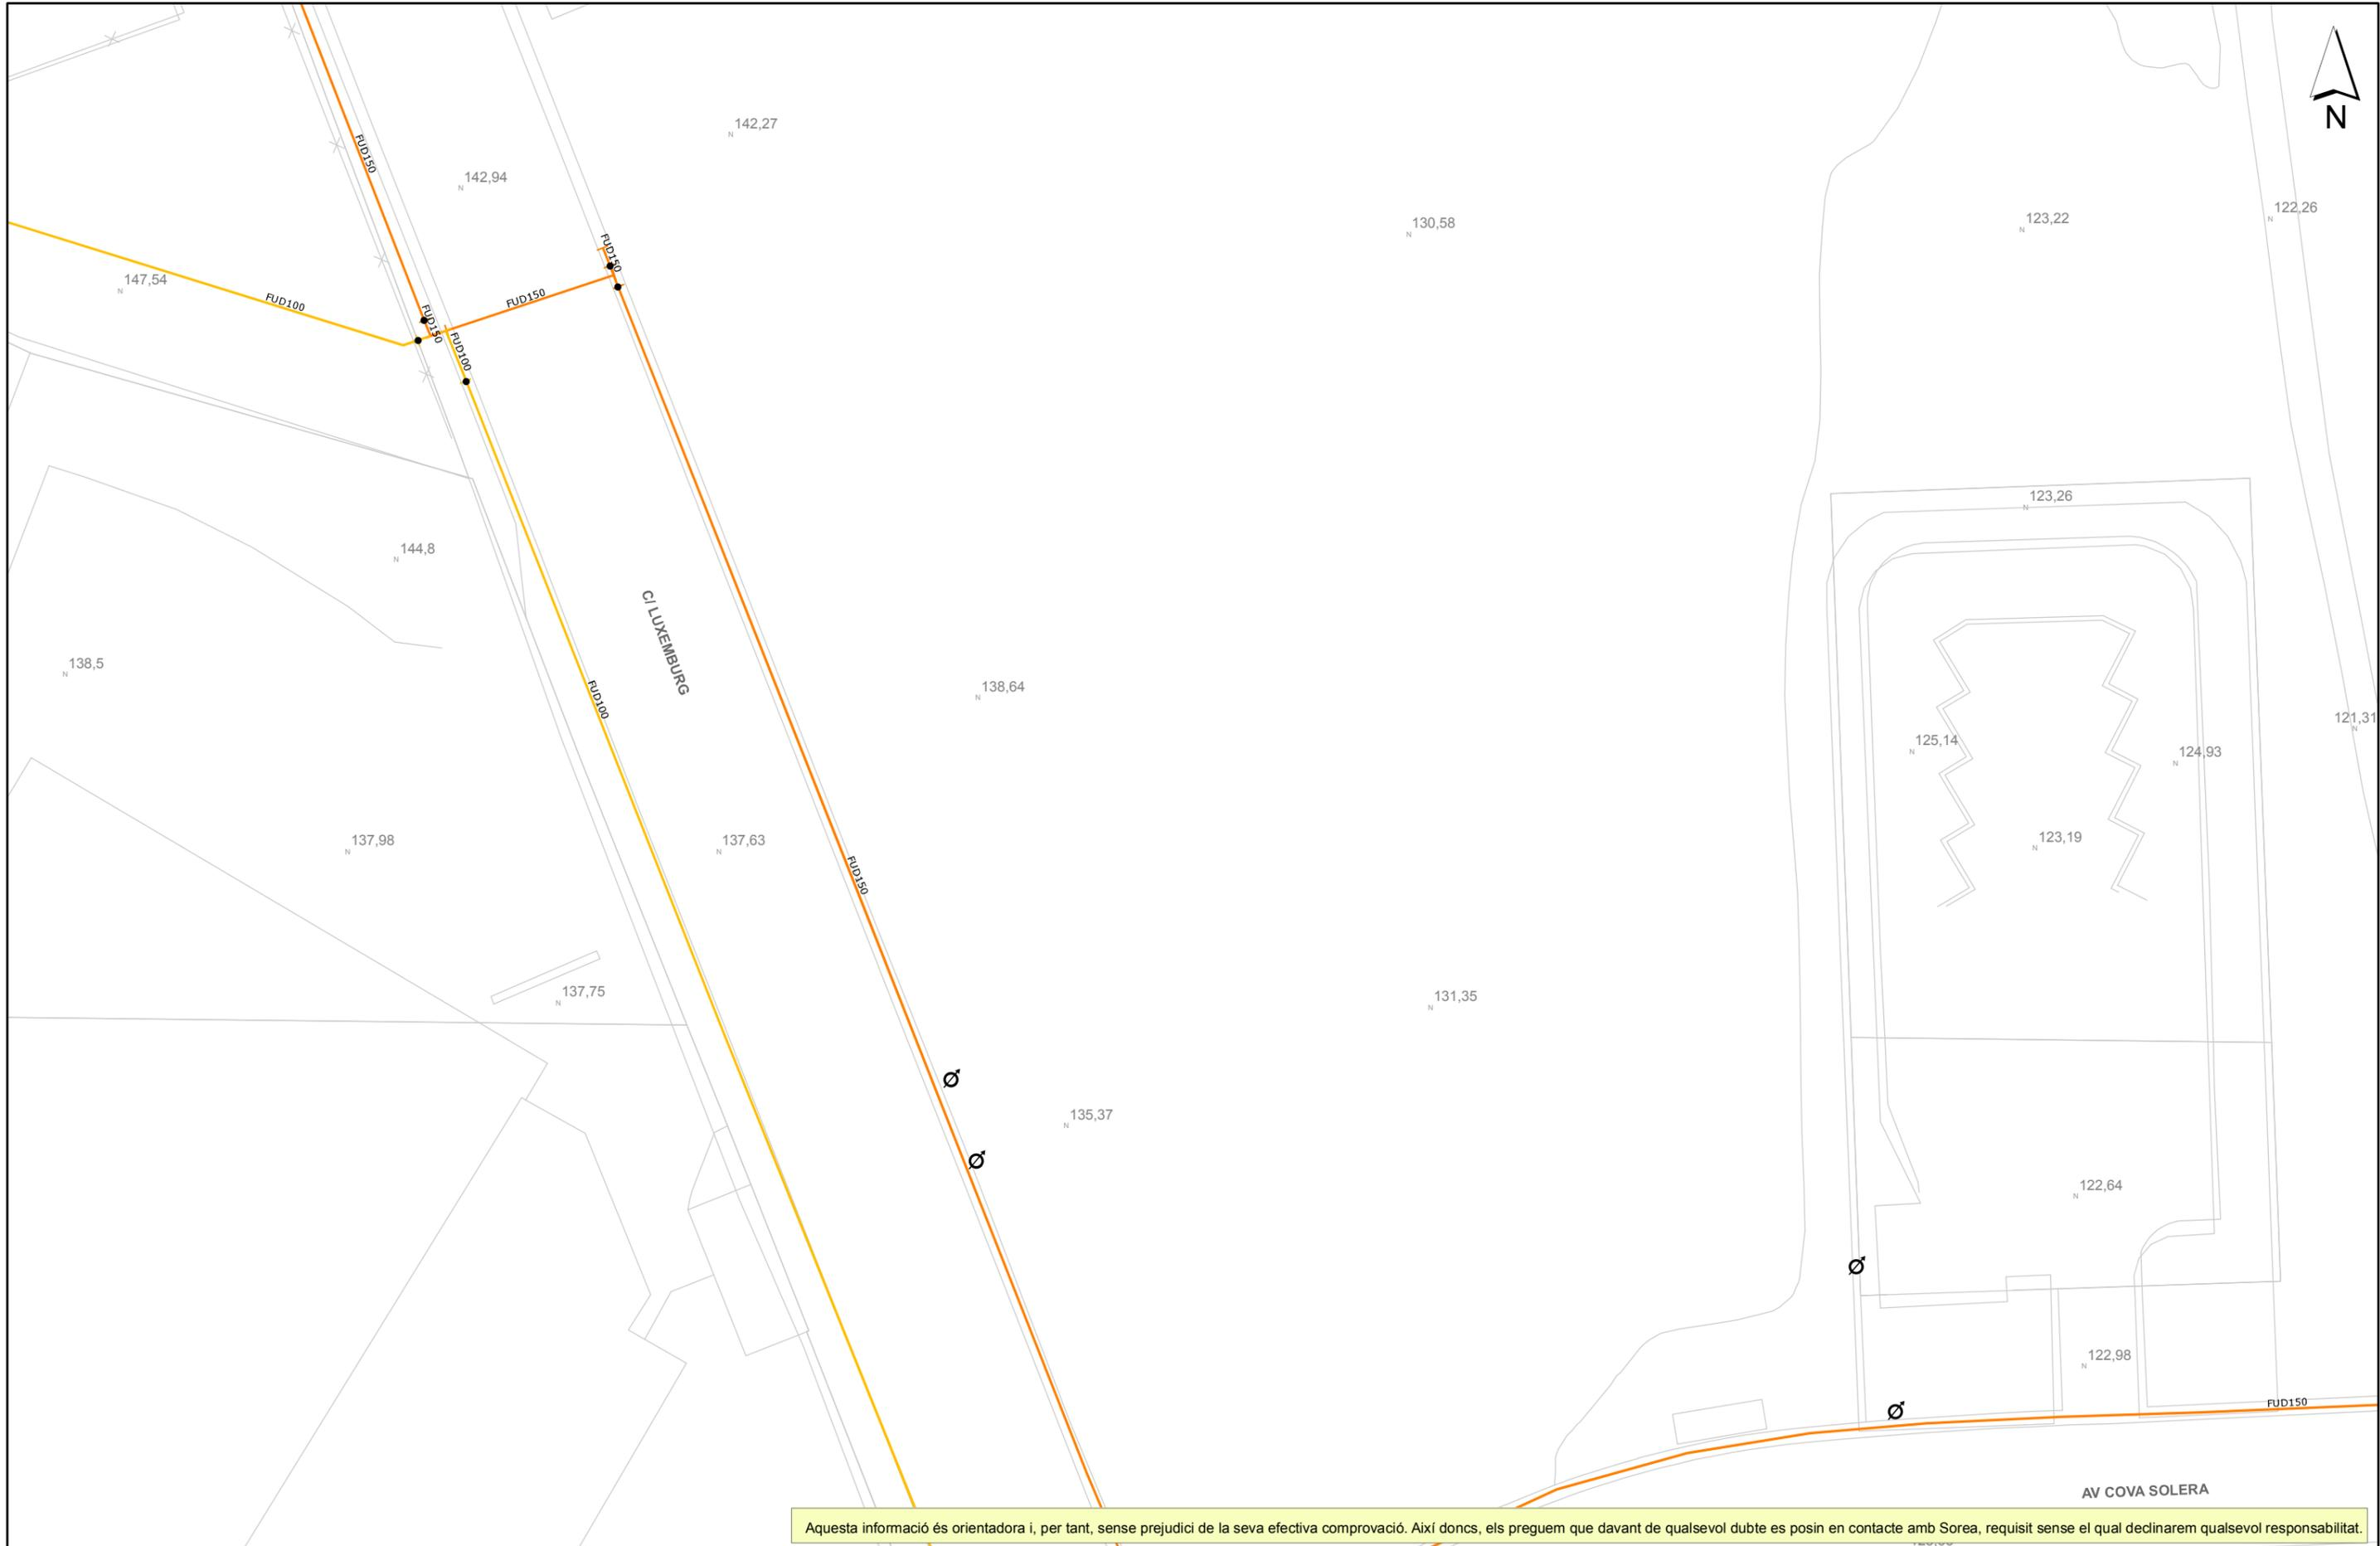 N
142,27
142,94
FUD150
122,26
123,22
130,58
FUD150
147,54
FUD100
FUD150
FUD150
FUD100
123,26
144,8
C/ LUXEMBURG
138,5
138,64
FUD100
121,31
125,14
124,93
137,98
137,63
123,19
FUD150
137,75
131,35
135,37
122,64
122,98
FUD150
AV COVA SOLERA
Aquesta informació és orientadora i, per tant, sense prejudici de la seva efectiva comprovació. Així doncs, els preguem que davant de qualsevol dubte es posin en contacte amb Sorea, requisit sense el qual declinarem qualsevol responsabilitat.